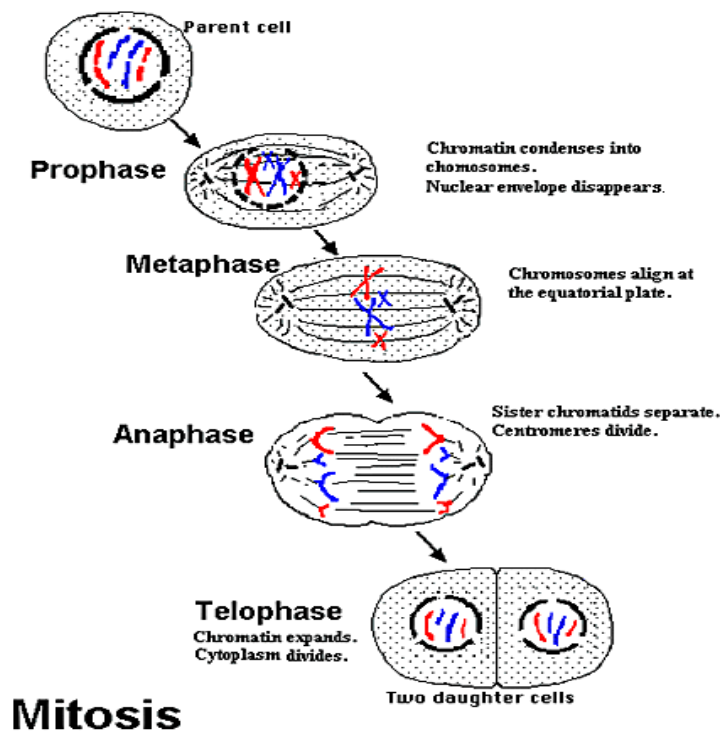 Parent cell
Prophase
Chromatin condenses into
chomosomes.
Nuclear envelope disappears.
Metaphase
Chromosomes align at
the equatorial plate.
Anaphase
Sister chromatids separate.
Centromeres divide.
Telophase
Chromatin expands.
Cytoplasm divides.
Two daughter cells
Mitosis